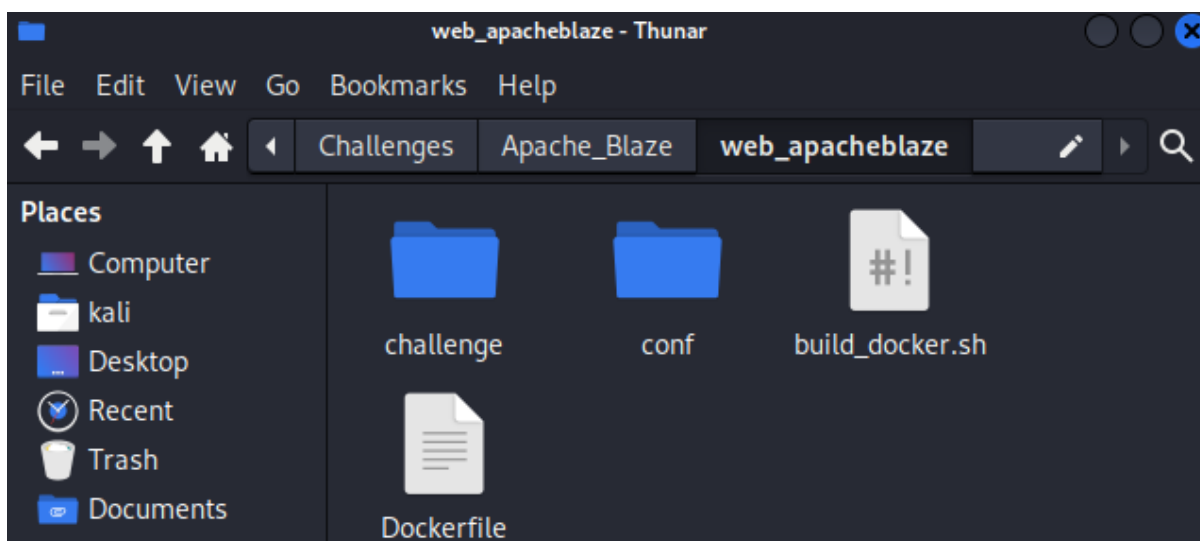 web_apacheblaze - Thunar
File Edit View Go Bookmarks Help
Challenges Apache_Blaze web_apacheblaze
Places
Computer
kali
Desktop
Recent
Trash
Documents
#!
challenge conf build_docker.sh
Dockerfile